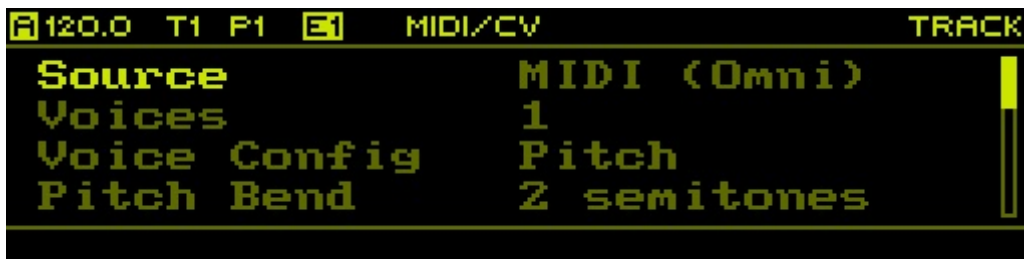 A 120.0 T1 P1 E1 MIDI/CV TRACK
Source MIDI (Omni)
Voices 1
Voice Config Pitch
Pitch Bend 2 semitones